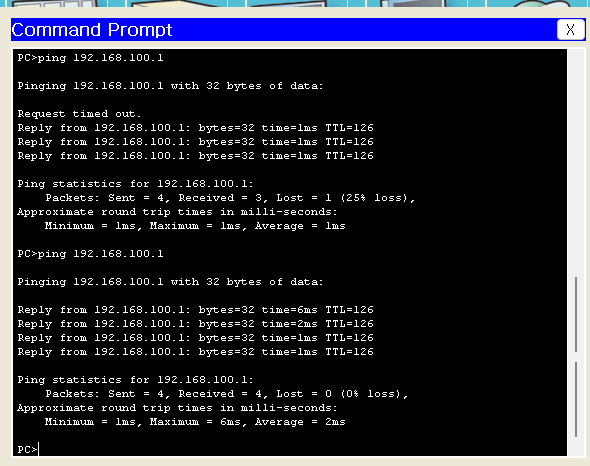 Command Prompt
X
PC>ping 192.168.100.1
Pinging 192.168.100.1 with 32 bytes of data:
Request timed out.
Reply from 192.168.100.1: bytes=32 time=1ms TTL=126
Reply from 192.168.100.1: bytes=32 time=1ms TTL=126
Reply from 192.168.100.1: bytes=32 time=1ms TTL=126
Ping statistics for 192.168.100.1:
Packets: Sent = 4, Received = 3, Lost = 1 (25% loss),
Approximate round trip times in milli-seconds:
Minimum = 1ms, Maximum = 1ms, Average = 1ms
PC>ping 192.168.100.1
Pinging 192.168.100.1 with 32 bytes of data:
Reply from 192.168.100.1: bytes=32 time=6ms TTL=126
Reply from 192.168.100.1: bytes=32 time=2ms TTL=126
Reply from 192.168.100.1: bytes=32 time=1ms TTL=126
Reply from 192.168.100.1: bytes=32 time=1ms TTL=126
Ping statistics for 192.168.100.1:
Packets: Sent = 4, Received = 4, Lost = 0 (0% loss),
Approximate round trip times in milli-seconds:
Minimum = 1ms, Maximum = 6ms, Average = 2ms
PC>